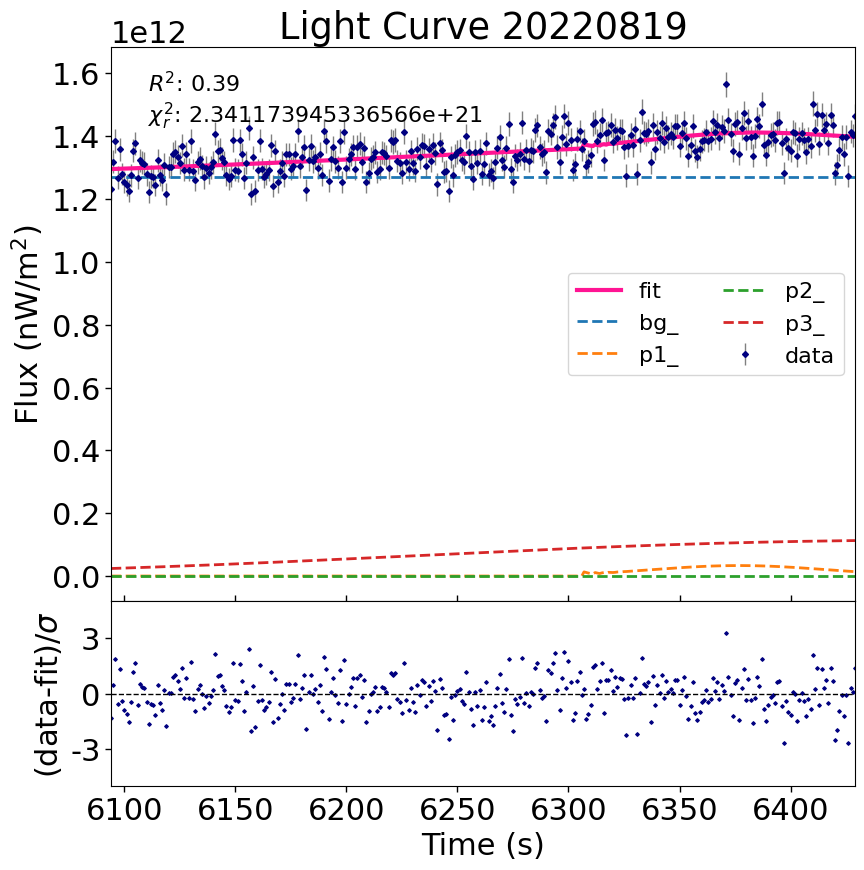 Light Curve 20220819
1e12
R²: 0.39
χ²ᵣ: 2.341173945336566e+21
1.6
1.4
1.2
1.0
0.8
0.6
0.4
0.2
0.0
Flux (nW/m²)
fit
bg_
p1_
p2_
p3_
data
3
0
-3
(data-fit)/σ
6100 6150 6200 6250 6300 6350 6400
Time (s)